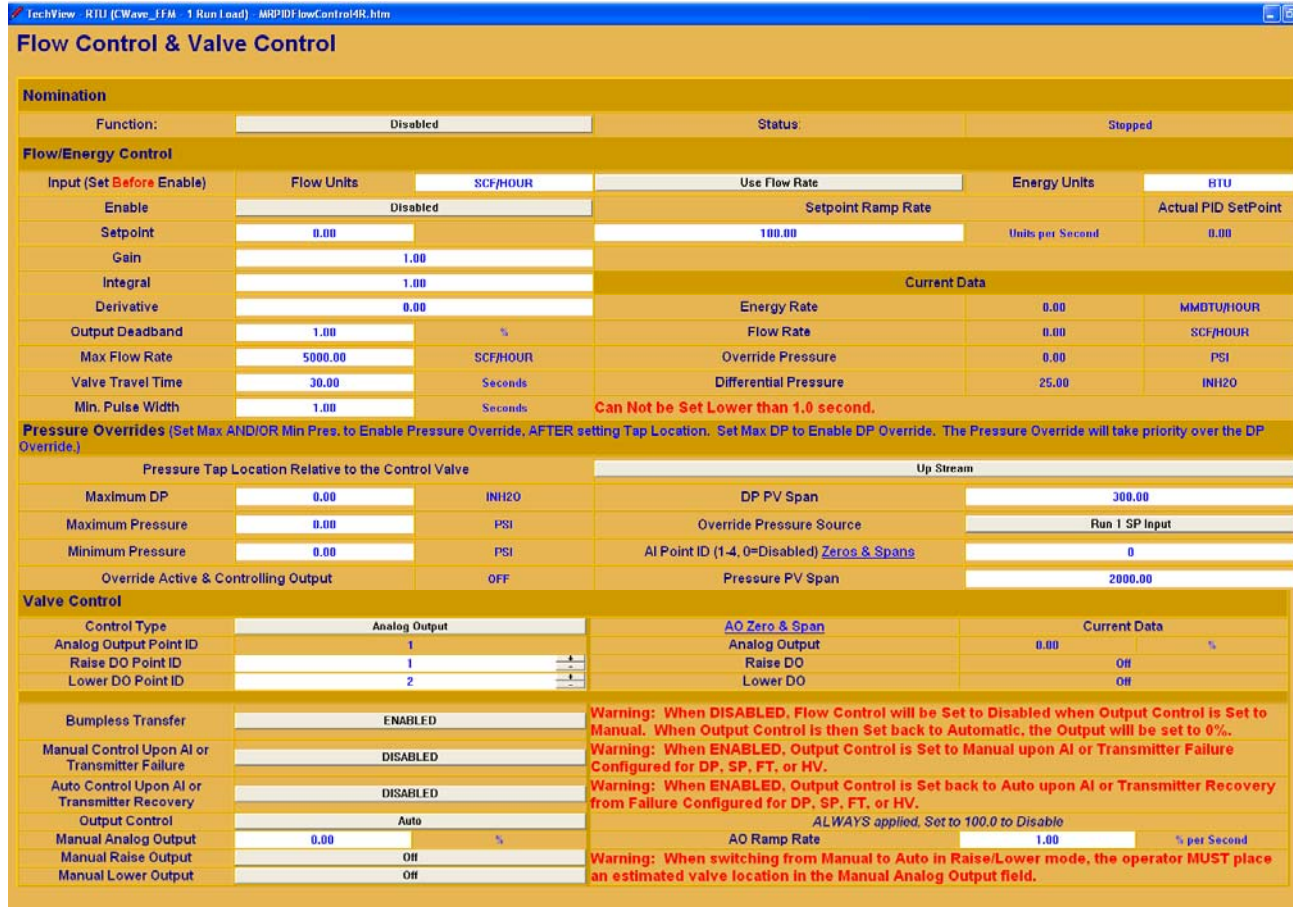 TechView - RTU (CWave_EFM - 1 Run Load) - MRPIDFlowControl4R.htm
Flow Control & Valve Control
Nomination
Function: Disabled Status: Stopped
Flow/Energy Control
Input (Set Before Enable) Flow Units SCF/HOUR Use Flow Rate Energy Units BTU
Enable Disabled Setpoint Ramp Rate Actual PID SetPoint
Setpoint 0.00 100.00 Units per Second 0.00
Gain 1.00
Integral 1.00 Current Data
Derivative 0.00 Energy Rate 0.00 MMBTU/HOUR
Output Deadband 1.00 % Flow Rate 0.00 SCF/HOUR
Max Flow Rate 5000.00 SCF/HOUR Override Pressure 0.00 PSI
Valve Travel Time 30.00 Seconds Differential Pressure 25.00 INH2O
Min. Pulse Width 1.00 Seconds Can Not be Set Lower than 1.0 second.
Pressure Overrides (Set Max AND/OR Min Pres. to Enable Pressure Override, AFTER setting Tap Location. Set Max DP to Enable DP Override. The Pressure Override will take priority over the DP
Override.)
Pressure Tap Location Relative to the Control Valve Up Stream
Maximum DP 0.00 INH2O DP PV Span 300.00
Maximum Pressure 0.00 PSI Override Pressure Source Run 1 SP Input
Minimum Pressure 0.00 PSI AI Point ID (1-4, 0=Disabled) Zeros & Spans 0
Override Active & Controlling Output OFF Pressure PV Span 2000.00
Valve Control
Control Type Analog Output AO Zero & Span Current Data
Analog Output Point ID 1 Analog Output 0.00 %
Raise DO Point ID 1 + - Raise DO Off
Lower DO Point ID 2 + - Lower DO Off
Bumpless Transfer ENABLED Warning: When DISABLED, Flow Control will be Set to Disabled when Output Control is Set to
Manual. When Output Control is then Set back to Automatic, the Output will be set to 0%.
Manual Control Upon AI or
Transmitter Failure DISABLED Warning: When ENABLED, Output Control is Set to Manual upon AI or Transmitter Failure
Configured for DP, SP, FT, or HV.
Auto Control Upon AI or
Transmitter Recovery DISABLED Warning: When ENABLED, Output Control is Set back to Auto upon AI or Transmitter Recovery
from Failure Configured for DP, SP, FT, or HV.
Output Control Auto ALWAYS applied, Set to 100.0 to Disable
Manual Analog Output 0.00 % AO Ramp Rate 1.00 % per Second
Manual Raise Output Off Warning: When switching from Manual to Auto in Raise/Lower mode, the operator MUST place
Manual Lower Output Off an estimated valve location in the Manual Analog Output field.